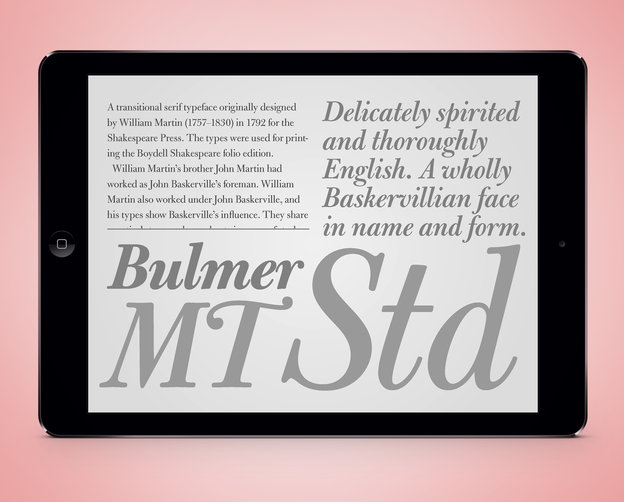 A transitional serif typeface originally designed
by William Martin (1757–1830) in 1792 for the
Shakespeare Press. The types were used for print-
ing the Boydell Shakespeare folio edition.
William Martin's brother John Martin had
worked as John Baskerville's foreman. William
Martin also worked under John Baskerville, and
his types show Baskerville's influence. They share
Delicately spirited
and thoroughly
English. A wholly
Baskervillian face
in name and form.
Bulmer
MT Std